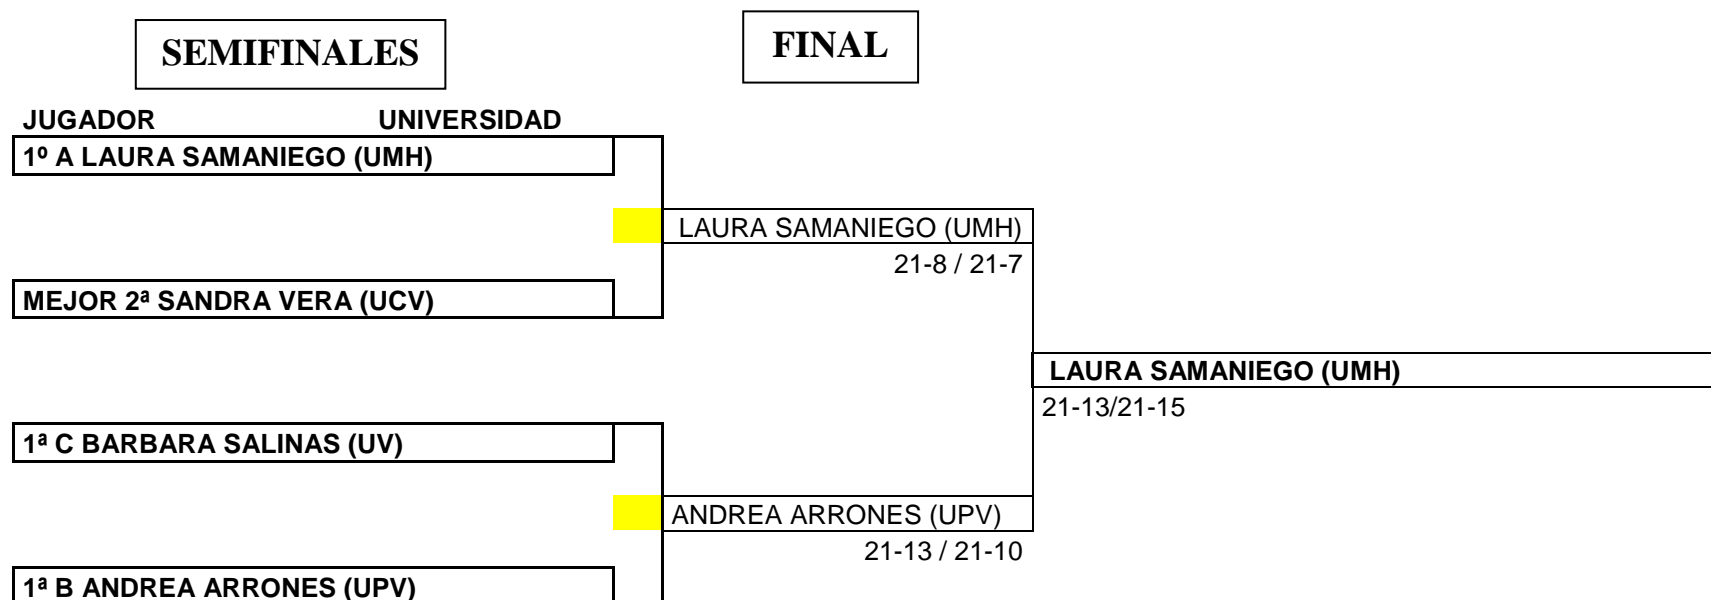 SEMIFINALES
FINAL
JUGADOR UNIVERSIDAD
1º A LAURA SAMANIEGO (UMH)
LAURA SAMANIEGO (UMH)
21-8 / 21-7
MEJOR 2ª SANDRA VERA (UCV)
LAURA SAMANIEGO (UMH)
21-13/21-15
1ª C BARBARA SALINAS (UV)
ANDREA ARRONES (UPV)
21-13 / 21-10
1ª B ANDREA ARRONES (UPV)